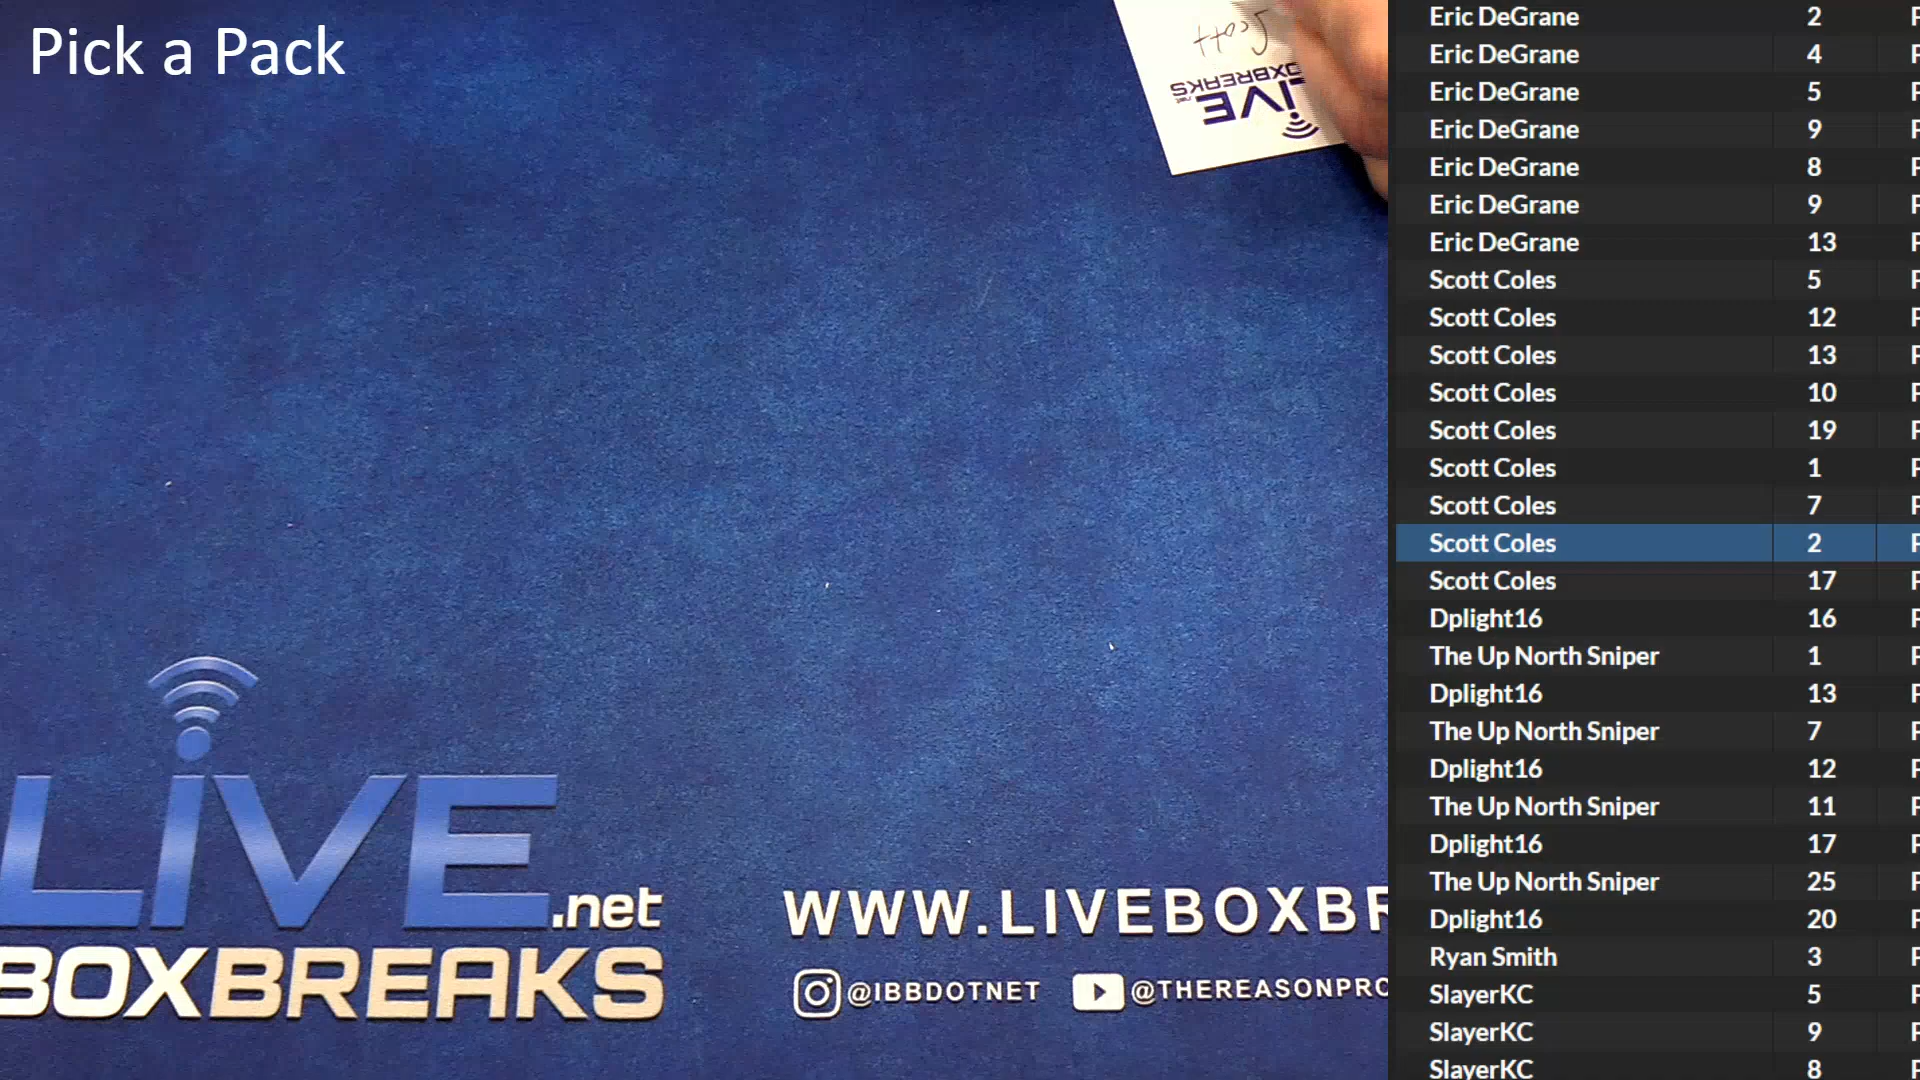 Pick a Pack
Scott
LIVE
.net
BOXBREAKS
LIVE
.net
BOXBREAKS
WWW.LIVEBOXBR
@IBBDOTNET
@THEREASONPRO
Eric DeGrane 2 P
Eric DeGrane 4 P
Eric DeGrane 5 P
Eric DeGrane 9 P
Eric DeGrane 8 P
Eric DeGrane 9 P
Eric DeGrane 13 P
Scott Coles 5 P
Scott Coles 12 P
Scott Coles 13 P
Scott Coles 10 P
Scott Coles 19 P
Scott Coles 1 P
Scott Coles 7 P
Scott Coles 2 P
Scott Coles 17 P
Dplight16 16 P
The Up North Sniper 1 P
Dplight16 13 P
The Up North Sniper 7 P
Dplight16 12 P
The Up North Sniper 11 P
Dplight16 17 P
The Up North Sniper 25 P
Dplight16 20 P
Ryan Smith 3 P
SlayerKC 5 P
SlayerKC 9 P
SlayerKC 8 P